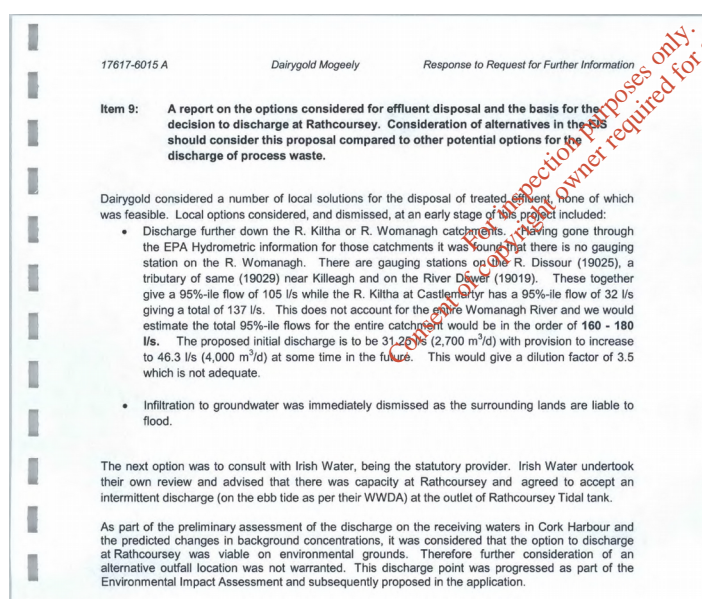 17617-6015 A Dairygold Mogeely Response to Request for Further Information
Item 9: A report on the options considered for effluent disposal and the basis for the
decision to discharge at Rathcoursey. Consideration of alternatives in the EIS
should consider this proposal compared to other potential options for the
discharge of process waste.
Dairygold considered a number of local solutions for the disposal of treated effluent, none of which
was feasible. Local options considered, and dismissed, at an early stage of this project included:
• Discharge further down the R. Kiltha or R. Womanagh catchments. Having gone through
the EPA Hydrometric information for those catchments it was found that there is no gauging
station on the R. Womanagh. There are gauging stations on the R. Dissour (19025), a
tributary of same (19029) near Killeagh and on the River Dower (19019). These together
give a 95%-ile flow of 105 l/s while the R. Kiltha at Castlemartyr has a 95%-ile flow of 32 l/s
giving a total of 137 l/s. This does not account for the entire Womanagh River and we would
estimate the total 95%-ile flows for the entire catchment would be in the order of 160 - 180
l/s. The proposed initial discharge is to be 31.25 l/s (2,700 m³/d) with provision to increase
to 46.3 l/s (4,000 m³/d) at some time in the future. This would give a dilution factor of 3.5
which is not adequate.
• Infiltration to groundwater was immediately dismissed as the surrounding lands are liable to
flood.
The next option was to consult with Irish Water, being the statutory provider. Irish Water undertook
their own review and advised that there was capacity at Rathcoursey and agreed to accept an
intermittent discharge (on the ebb tide as per their WWDA) at the outlet of Rathcoursey Tidal tank.
As part of the preliminary assessment of the discharge on the receiving waters in Cork Harbour and
the predicted changes in background concentrations, it was considered that the option to discharge
at Rathcoursey was viable on environmental grounds. Therefore further consideration of an
alternative outfall location was not warranted. This discharge point was progressed as part of the
Environmental Impact Assessment and subsequently proposed in the application.
For inspection purposes only.
Consent of copyright owner required for